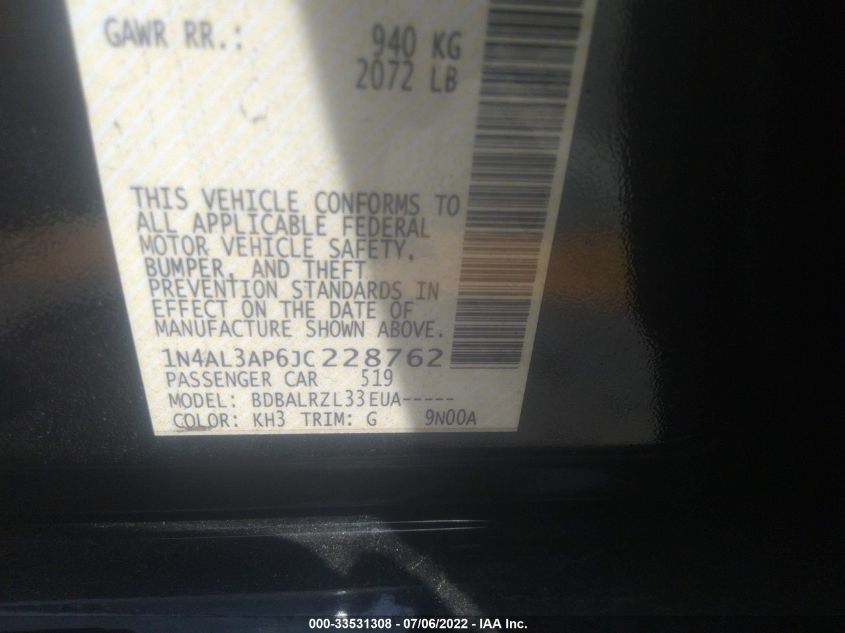 GAWR RR.: 940 KG
2072 LB
THIS VEHICLE CONFORMS TO
ALL APPLICABLE FEDERAL
MOTOR VEHICLE SAFETY,
BUMPER, AND THEFT
PREVENTION STANDARDS IN
EFFECT ON THE DATE OF
MANUFACTURE SHOWN ABOVE.
1N4AL3AP6JC228762
PASSENGER CAR 519
MODEL: BDBALRZL33EUA-----
COLOR: KH3 TRIM: G 9N00A
000-33531308 - 07/06/2022 - IAA Inc.